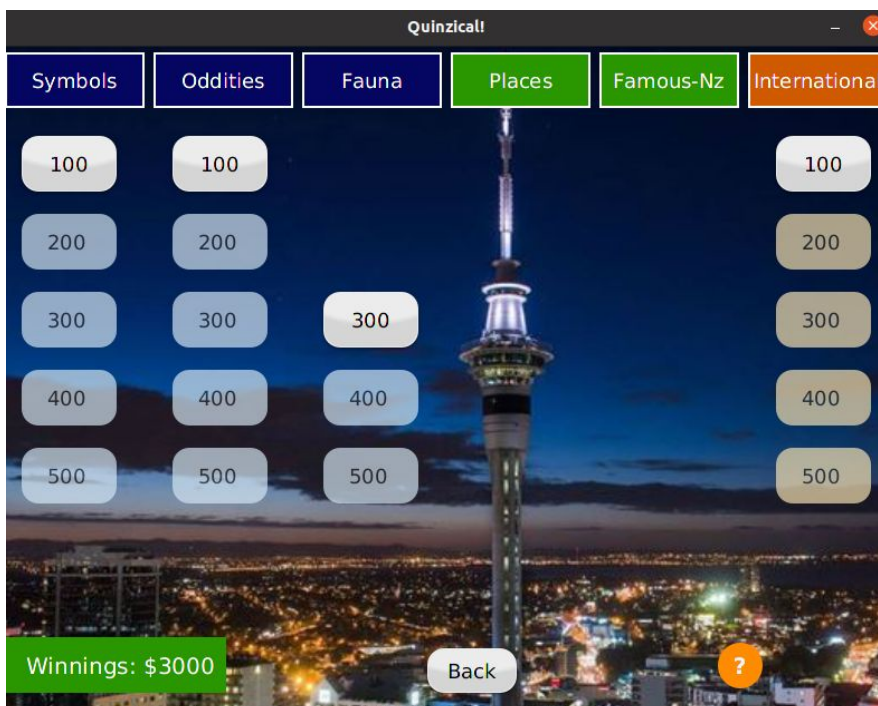 Quinzical!
Symbols Oddities Fauna Places Famous-Nz Internationa
100 100 100
200 200 200
300 300 300 300
400 400 400 400
500 500 500 500
Winnings: $3000 Back ?